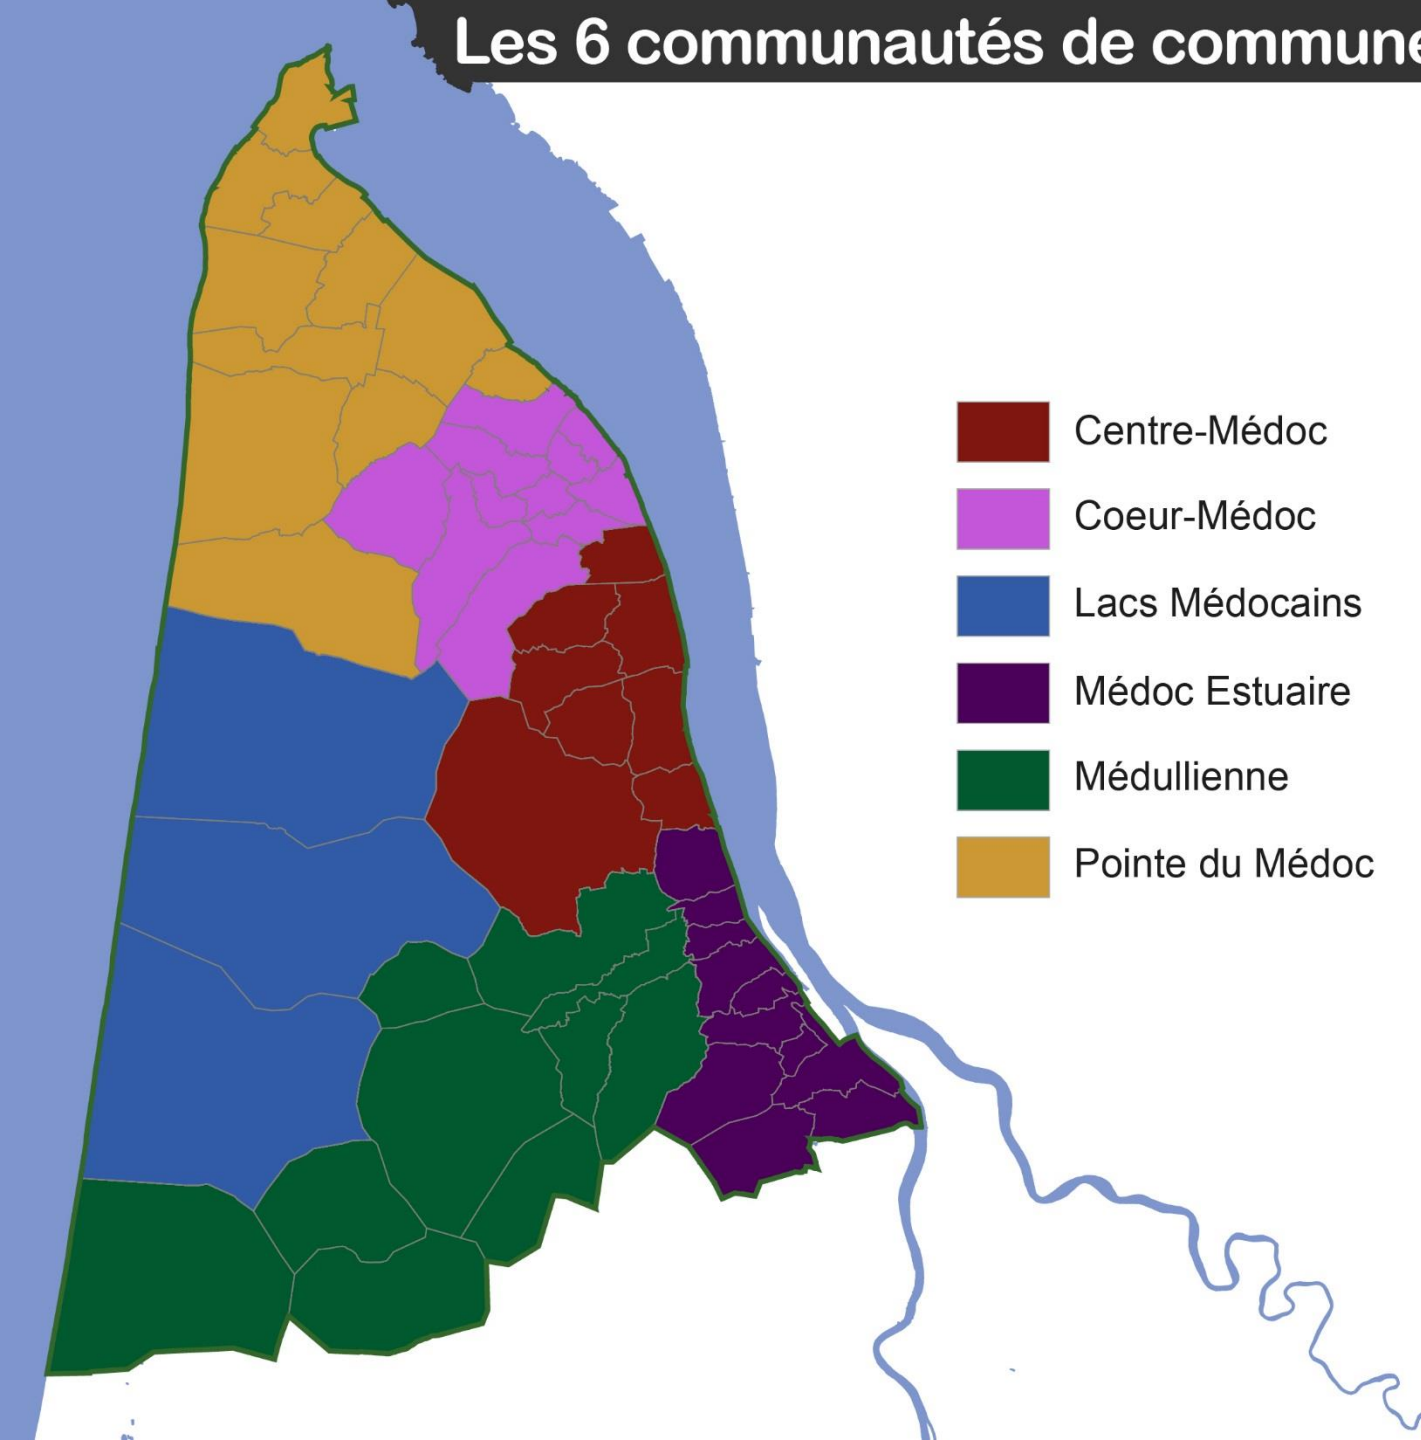 Les 6 communautés de commune
Centre-Médoc
Coeur-Médoc
Lacs Médocains
Médoc Estuaire
Médullienne
Pointe du Médoc